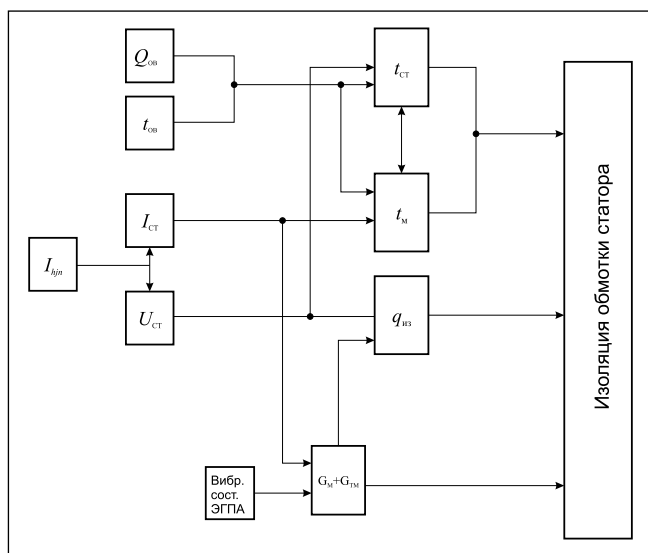 Q_ОВ
t_СТ
t_ОВ
I_СТ
t_М
I_hjn
U_СТ
q_ИЗ
Изоляция обмотки статора
Вибр.
сост.
ЭГПА
G_М+G_ТМ